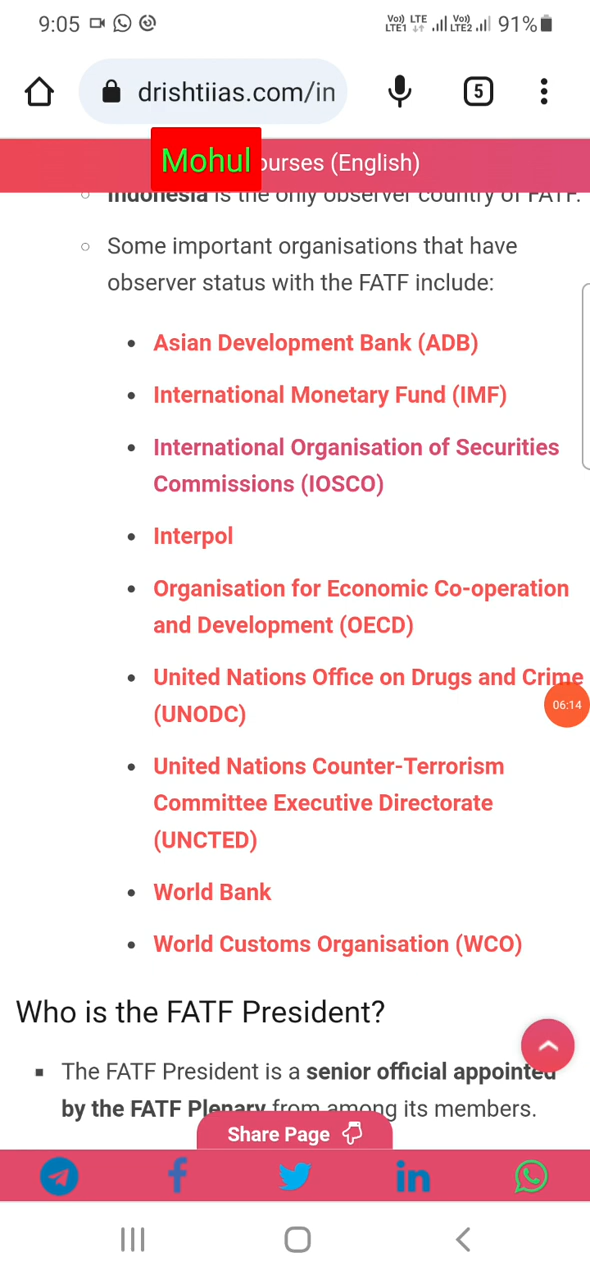 9:05
Vo) LTE Vo)
LTE1 LTE2 91%
drishtiias.com/in
5
Mohul
ourses (English)
Indonesia is the only observer country of FATF.
Some important organisations that have
observer status with the FATF include:
Asian Development Bank (ADB)
International Monetary Fund (IMF)
International Organisation of Securities
Commissions (IOSCO)
Interpol
Organisation for Economic Co-operation
and Development (OECD)
United Nations Office on Drugs and Crime
(UNODC)
06:14
United Nations Counter-Terrorism
Committee Executive Directorate
(UNCTED)
World Bank
World Customs Organisation (WCO)
Who is the FATF President?
The FATF President is a senior official appointed
by the FATF Plenary from among its members.
Share Page